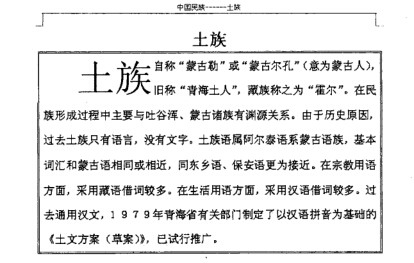 中国民族------土族
土族
土族自称“蒙古勒”或“蒙古尔孔”(意为蒙古人),
旧称“青海土人”,藏族称之为“霍尔”。在民
族形成过程中主要与吐谷浑、蒙古诸族有渊源关系。由于历史原因,
过去土族只有语言,没有文字。土族语属阿尔泰语系蒙古语族,基本
词汇和蒙古语相同或相近,同东乡语、保安语更为接近。在宗教用语
方面,采用藏语借词较多。在生活用语方面,采用汉语借词较多。过
去通用汉文,1979年青海省有关部门制定了以汉语拼音为基础的
《土文方案(草案)》,已试行推广。